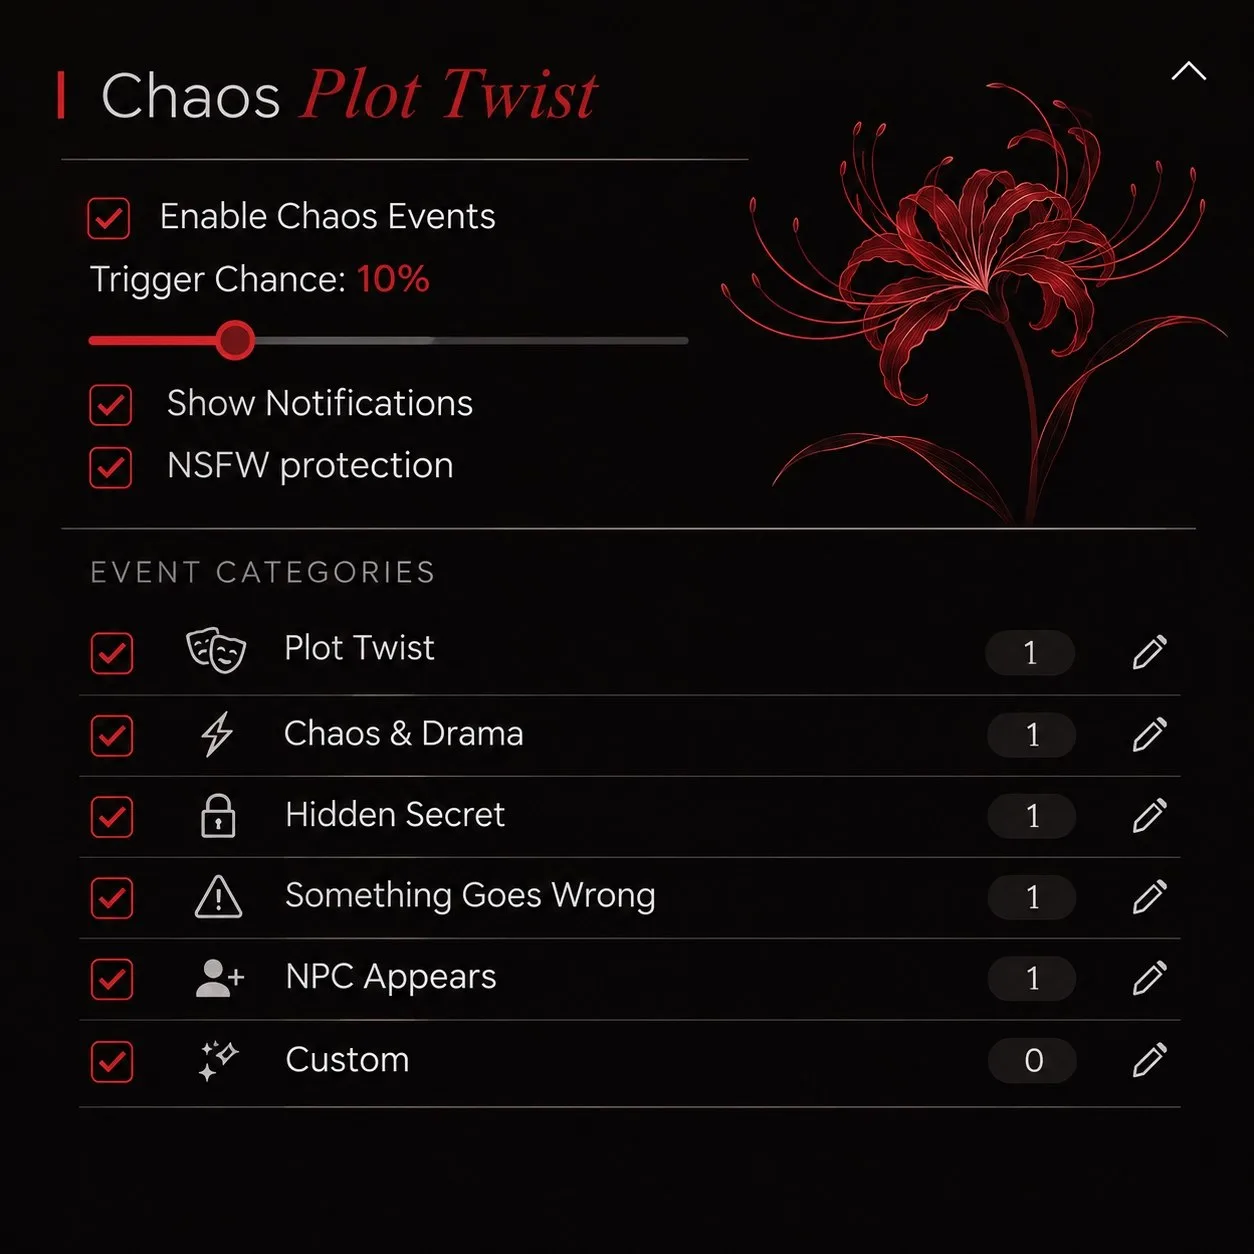 Chaos Plot Twist
Enable Chaos Events
Trigger Chance: 10%
Show Notifications
NSFW protection
EVENT CATEGORIES
Plot Twist 1
Chaos & Drama 1
Hidden Secret 1
Something Goes Wrong 1
NPC Appears 1
Custom 0